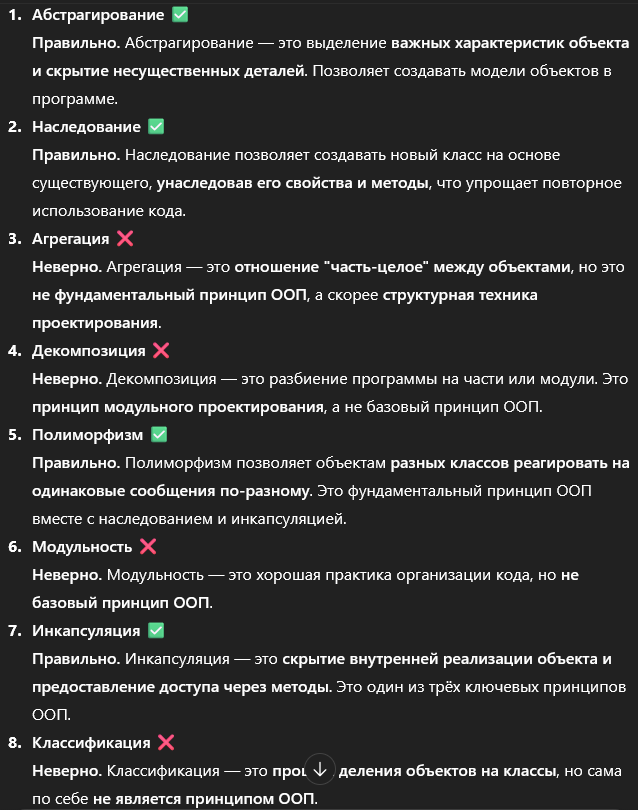 1. Абстрагирование ✅
Правильно. Абстрагирование — это выделение важных характеристик объекта
и скрытие несущественных деталей. Позволяет создавать модели объектов в
программе.
2. Наследование ✅
Правильно. Наследование позволяет создавать новый класс на основе
существующего, унаследовав его свойства и методы, что упрощает повторное
использование кода.
3. Агрегация ❌
Неверно. Агрегация — это отношение "часть-целое" между объектами, но это
не фундаментальный принцип ООП, а скорее структурная техника
проектирования.
4. Декомпозиция ❌
Неверно. Декомпозиция — это разбиение программы на части или модули. Это
принцип модульного проектирования, а не базовый принцип ООП.
5. Полиморфизм ✅
Правильно. Полиморфизм позволяет объектам разных классов реагировать на
одинаковые сообщения по-разному. Это фундаментальный принцип ООП
вместе с наследованием и инкапсуляцией.
6. Модульность ❌
Неверно. Модульность — это хорошая практика организации кода, но не
базовый принцип ООП.
7. Инкапсуляция ✅
Правильно. Инкапсуляция — это скрытие внутренней реализации объекта и
предоставление доступа через методы. Это один из трёх ключевых принципов
ООП.
8. Классификация ❌
Неверно. Классификация — это деления объектов на классы, но сама
по себе не является принципом ООП.